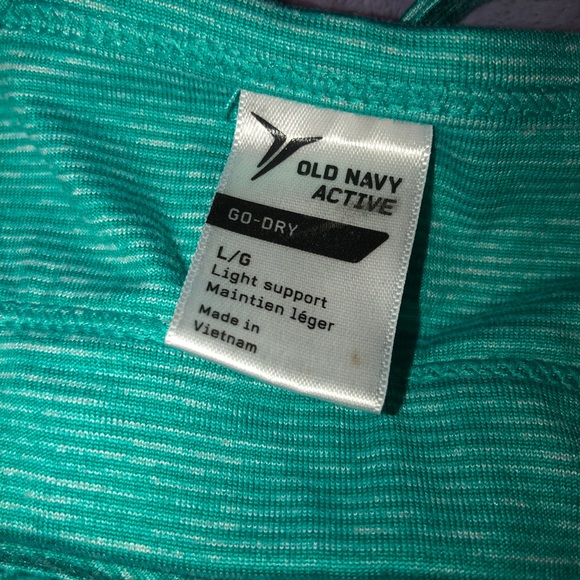 OLD NAVY
ACTIVE
GO-DRY
L/G
Light support
Maintien léger
Made in
Vietnam